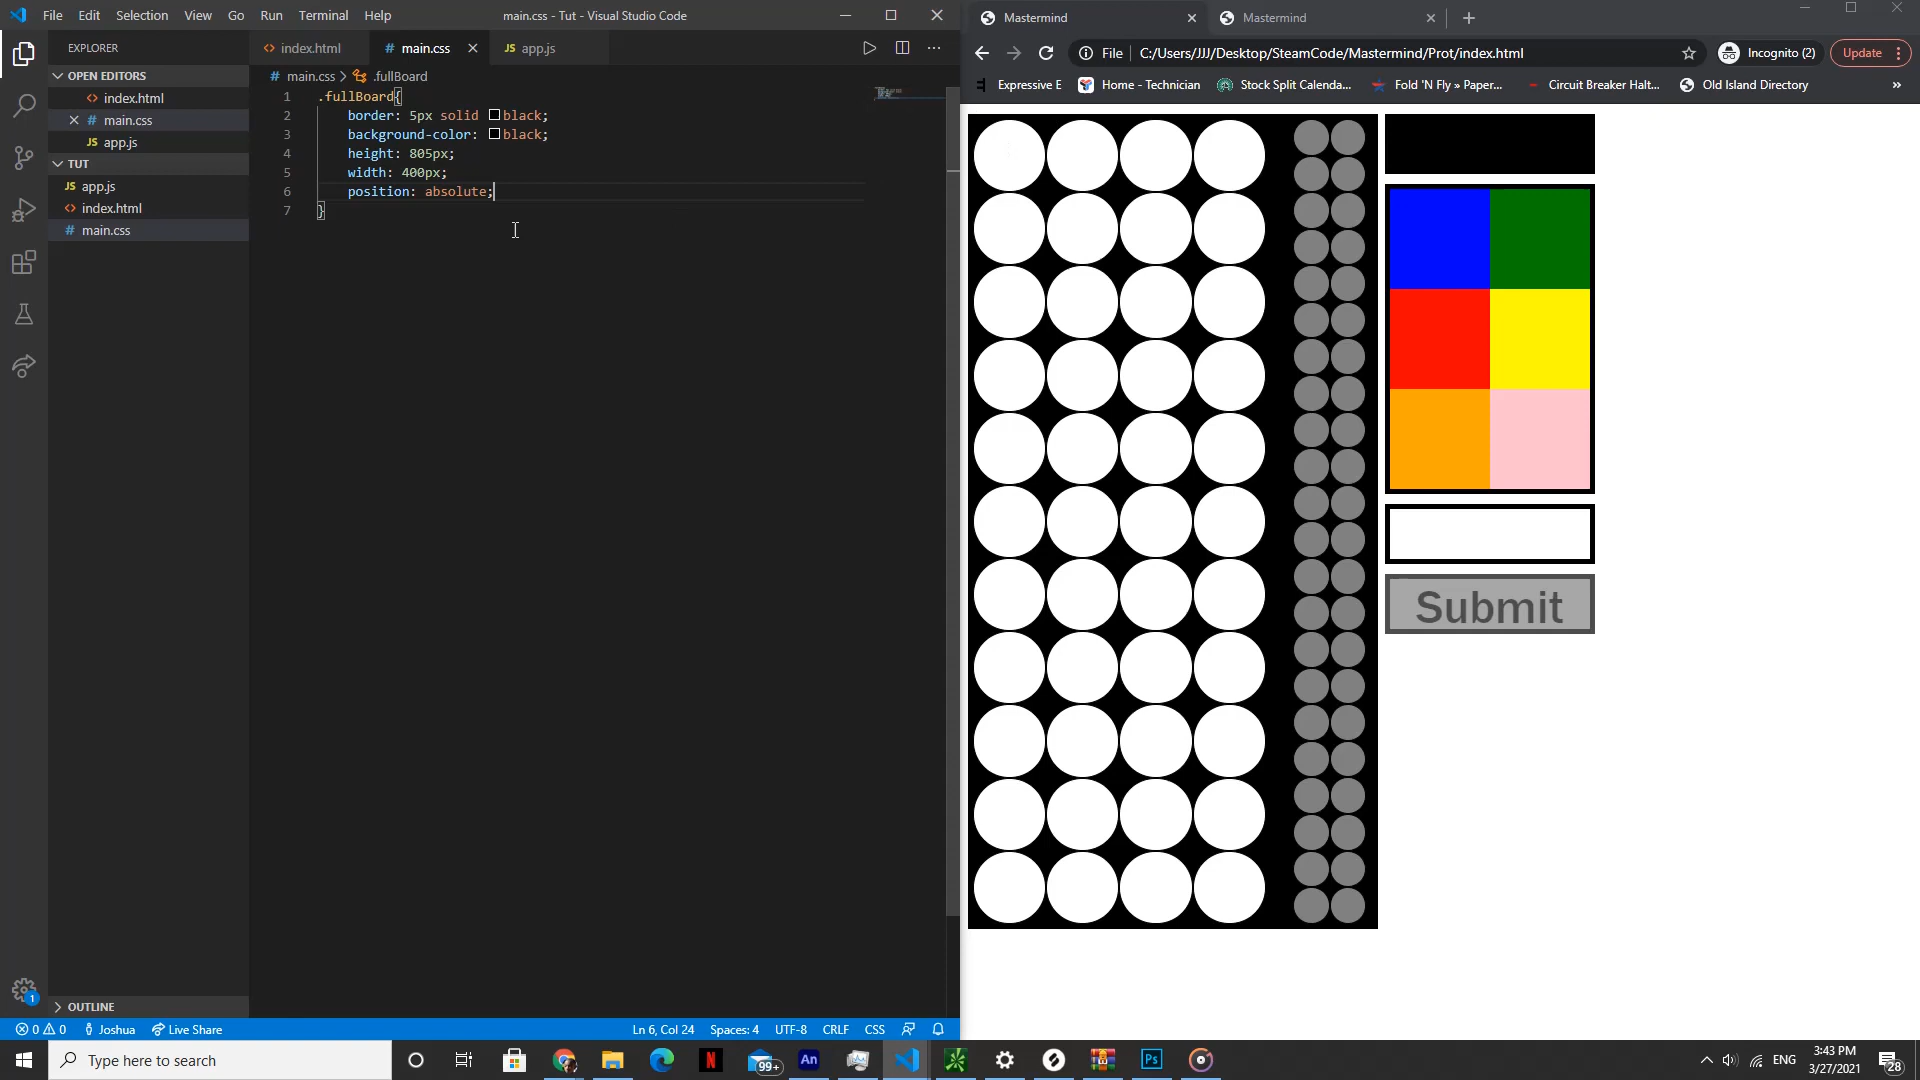 File Edit Selection View Go Run Terminal Help
main.css - Tut - Visual Studio Code
EXPLORER
OPEN EDITORS
index.html
main.css
app.js
TUT
app.js
index.html
main.css
OUTLINE
index.html
main.css
app.js
main.css > .fullBoard
1 .fullBoard{
2 border: 5px solid black;
3 background-color: black;
4 height: 805px;
5 width: 400px;
6 position: absolute;
7 }
0 0 Joshua Live Share
Ln 6, Col 24 Spaces: 4 UTF-8 CRLF CSS
1
Mastermind
Mastermind
File C:/Users/JJJ/Desktop/SteamCode/Mastermind/Prot/index.html
Incognito (2)
Update
Expressive E
Home - Technician
Stock Split Calenda...
Fold 'N Fly » Paper...
Circuit Breaker Halt...
Old Island Directory
»
Submit
Type here to search
99+
An
Ps
ENG
3:43 PM
3/27/2021
28